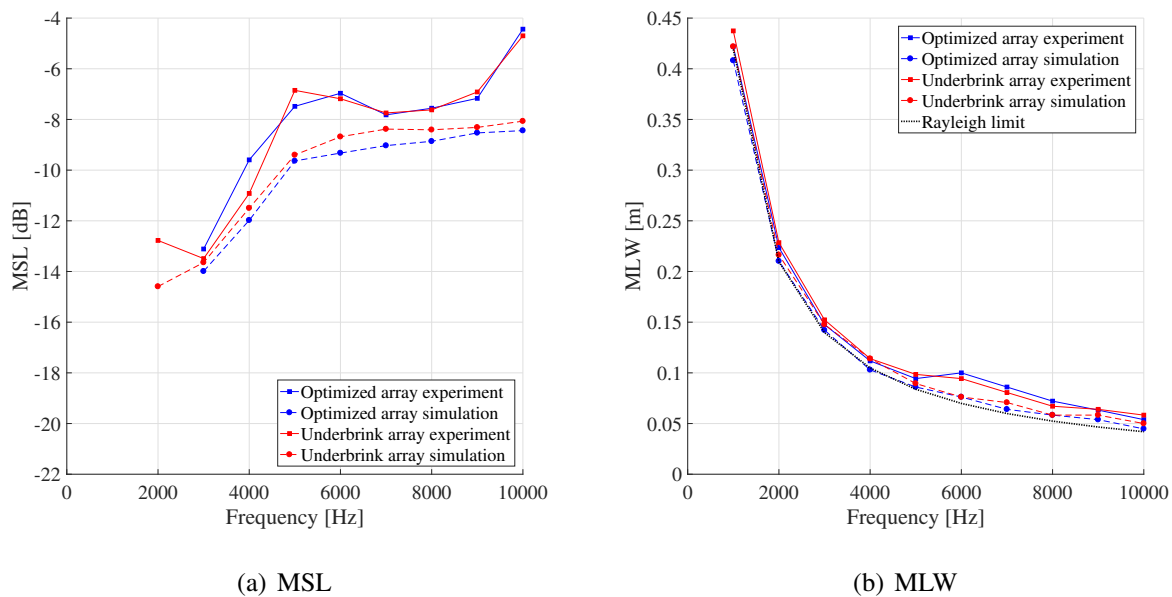 -4
-6
-8
-10
-12
-14
-16
-18
-20
-22
MSL [dB]
Optimized array experiment
Optimized array simulation
Underbrink array experiment
Underbrink array simulation
0 2000 4000 6000 8000 10000
Frequency [Hz]
(a) MSL
0.45
0.4
0.35
0.3
0.25
0.2
0.15
0.1
0.05
0
MLW [m]
Optimized array experiment
Optimized array simulation
Underbrink array experiment
Underbrink array simulation
Rayleigh limit
0 2000 4000 6000 8000 10000
Frequency [Hz]
(b) MLW